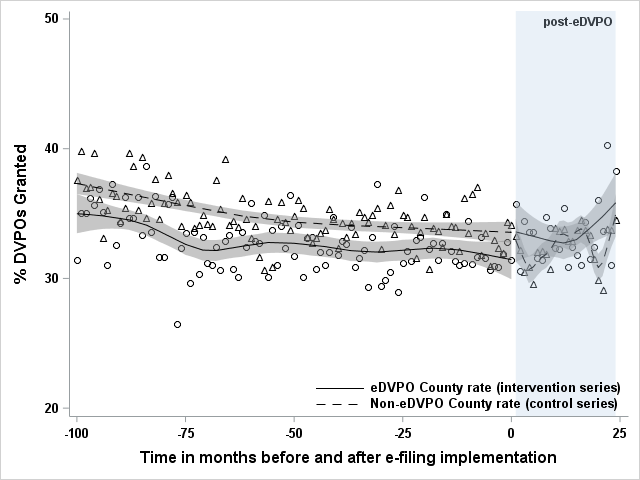 50
post-eDVPO
40
% DVPOs Granted
30
eDVPO County rate (intervention series)
Non-eDVPO County rate (control series)
20
-100 -75 -50 -25 0 25
Time in months before and after e-filing implementation